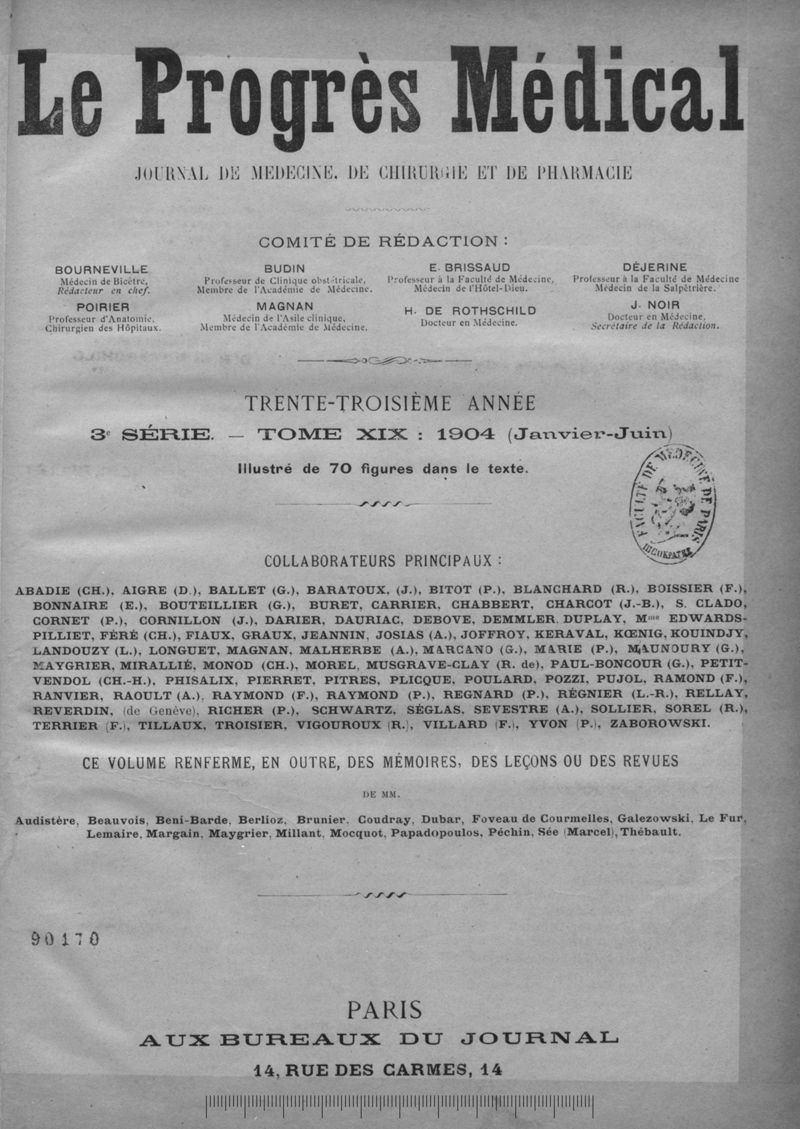 Le Progrès Médical
JOURNAL DE MEDECINE, DE CHIRURGIE ET DE PHARMACIE
COMITÉ DE RÉDACTION :
BOURNEVILLE
Médecin de Bicêtre,
Rédacteur en chef.
BUDIN
Professeur de Clinique obstétricale,
Membre de l'Académie de Médecine.
E. BRISSAUD
Professeur à la Faculté de Médecine,
Médecin de l'Hôtel-Dieu.
DÉJERINE
Professeur à la Faculté de Médecine
Médecin de la Salpêtrière.
POIRIER
Professeur d'Anatomie,
Chirurgien des Hôpitaux.
MAGNAN
Médecin de l'Asile clinique,
Membre de l'Académie de Médecine.
H. DE ROTHSCHILD
Docteur en Médecine.
J. NOIR
Docteur en Médecine,
Secrétaire de la Rédaction.
TRENTE-TROISIÈME ANNÉE
3e SÉRIE. — TOME XIX : 1904 (Janvier-Juin)
Illustré de 70 figures dans le texte.
FACULTÉ DE MÉDECINE DE PARIS
COLLABORATEURS PRINCIPAUX :
ABADIE (CH.), AIGRE (D.), BALLET (G.), BARATOUX, (J.), BITOT (P.), BLANCHARD (R.), BOISSIER (F.),
BONNAIRE (E.), BOUTEILLIER (G.), BURET, CARRIER, CHABBERT, CHARCOT (J.-B.), S. CLADO,
CORNET (P.), CORNILLON (J.), DARIER, DAURIAC, DEBOVE, DEMMLER, DUPLAY, Mme EDWARDS-
PILLIET, FÉRÉ (CH.), FIAUX, GRAUX, JEANNIN, JOSIAS (A.), JOFFROY, KERAVAL, KŒNIG, KOUINDJY,
LANDOUZY (L.), LONGUET, MAGNAN, MALHERBE (A.), MARCANO (G.), MARIE (P.), MAUNOURY (G.),
MAYGRIER, MIRALLIÉ, MONOD (CH.), MOREL, MUSGRAVE-CLAY (R. de), PAUL-BONCOUR (G.), PETIT-
VENDOL (CH.-H.), PHISALIX, PIERRET, PITRES, PLICQUE, POULARD, POZZI, PUJOL, RAMOND (F.),
RANVIER, RAOULT (A.), RAYMOND (F.), RAYMOND (P.), REGNARD (P.), RÉGNIER (L.-R.), RELLAY,
REVERDIN, (de Genève), RICHER (P.), SCHWARTZ, SÉGLAS, SEVESTRE (A.), SOLLIER, SOREL (R.),
TERRIER (F.), TILLAUX, TROISIER, VIGOUROUX (R.), VILLARD (F.), YVON (P.), ZABOROWSKI.
CE VOLUME RENFERME, EN OUTRE, DES MÉMOIRES, DES LEÇONS OU DES REVUES
DE MM.
Audistère, Beauvois, Beni-Barde, Berlioz, Brunier, Coudray, Dubar, Foveau de Courmelles, Galezowski, Le Fur,
Lemaire, Margain, Maygrier, Millant, Mocquot, Papadopoulos, Péchin, Sée (Marcel), Thébault.
90170
PARIS
AUX BUREAUX DU JOURNAL
14, RUE DES CARMES, 14